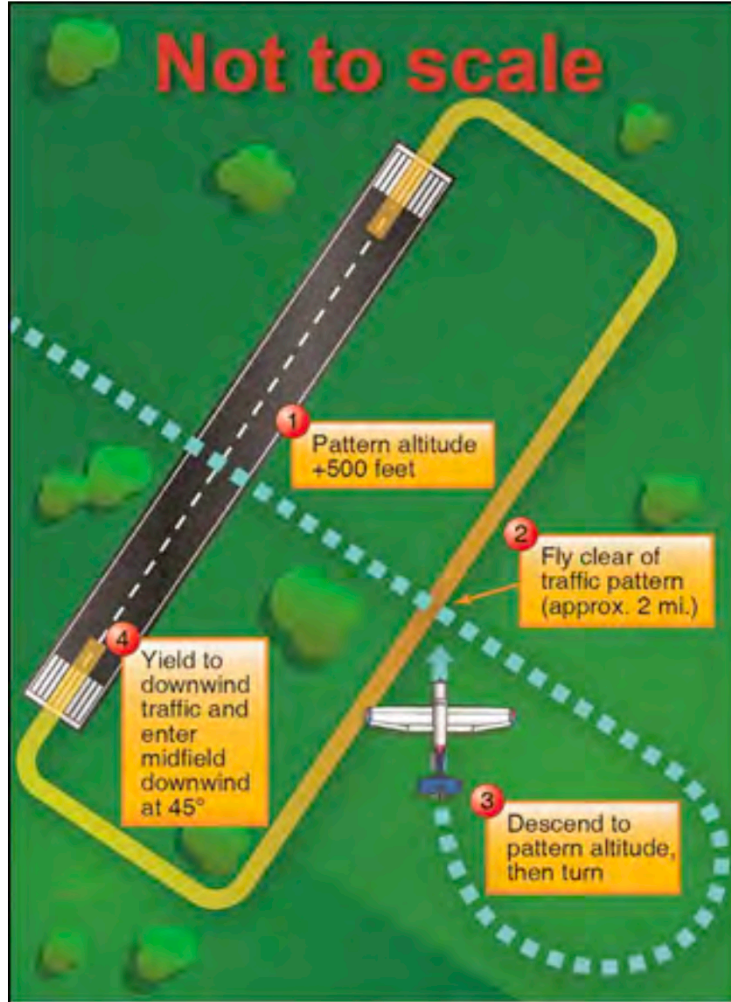 Not to scale
1
Pattern altitude
+500 feet
2
Fly clear of
traffic pattern
(approx. 2 mi.)
4
Yield to
downwind
traffic and
enter
midfield
downwind
at 45°
3
Descend to
pattern altitude,
then turn